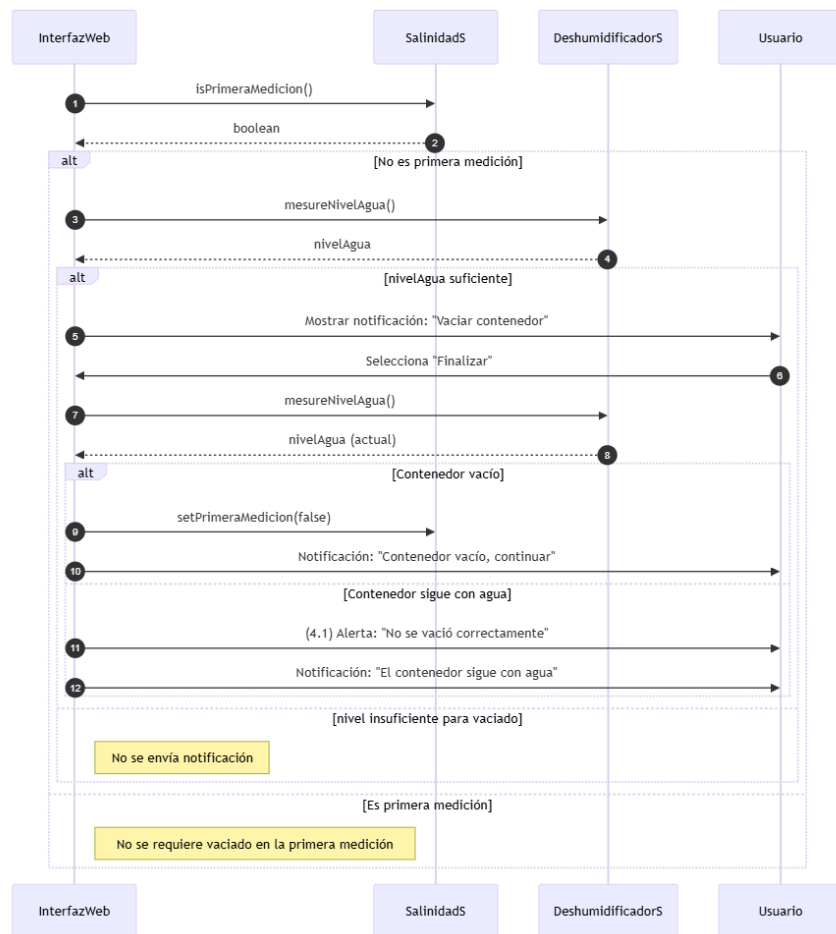 InterfazWeb
SalinidadS
DeshumidificadorS
Usuario
isPrimeraMedicion()
1
boolean
2
alt
[No es primera medición]
mesureNivelAgua()
3
nivelAgua
4
alt
[nivelAgua suficiente]
Mostrar notificación: "Vaciar contenedor"
5
Selecciona "Finalizar"
6
mesureNivelAgua()
7
nivelAgua (actual)
8
alt
[Contenedor vacío]
setPrimeraMedicion(false)
9
Notificación: "Contenedor vacío, continuar"
10
[Contenedor sigue con agua]
(4.1) Alerta: "No se vació correctamente"
11
Notificación: "El contenedor sigue con agua"
12
[nivel insuficiente para vaciado]
No se envía notificación
[Es primera medición]
No se requiere vaciado en la primera medición
InterfazWeb
SalinidadS
DeshumidificadorS
Usuario